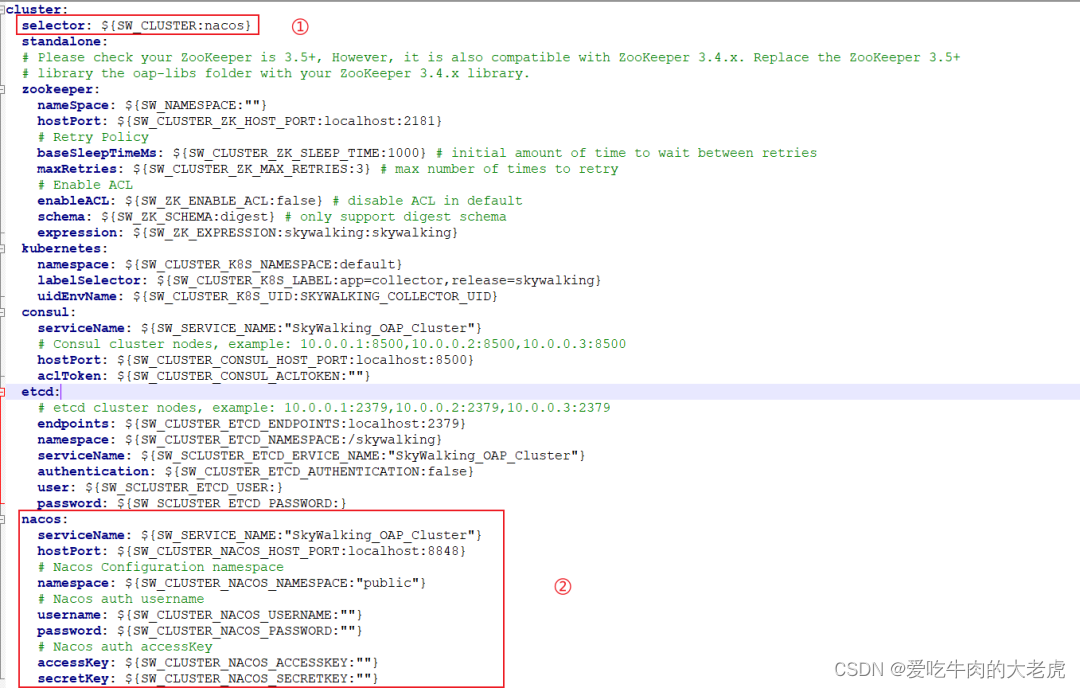 cluster:
selector: ${SW_CLUSTER:nacos} ①
standalone:
# Please check your ZooKeeper is 3.5+, However, it is also compatible with ZooKeeper 3.4.x. Replace the ZooKeeper 3.5+
# library the oap-libs folder with your ZooKeeper 3.4.x library.
zookeeper:
nameSpace: ${SW_NAMESPACE:""}
hostPort: ${SW_CLUSTER_ZK_HOST_PORT:localhost:2181}
# Retry Policy
baseSleepTimeMs: ${SW_CLUSTER_ZK_SLEEP_TIME:1000} # initial amount of time to wait between retries
maxRetries: ${SW_CLUSTER_ZK_MAX_RETRIES:3} # max number of times to retry
# Enable ACL
enableACL: ${SW_ZK_ENABLE_ACL:false} # disable ACL in default
schema: ${SW_ZK_SCHEMA:digest} # only support digest schema
expression: ${SW_ZK_EXPRESSION:skywalking:skywalking}
kubernetes:
namespace: ${SW_CLUSTER_K8S_NAMESPACE:default}
labelSelector: ${SW_CLUSTER_K8S_LABEL:app=collector,release=skywalking}
uidEnvName: ${SW_CLUSTER_K8S_UID:SKYWALKING_COLLECTOR_UID}
consul:
serviceName: ${SW_SERVICE_NAME:"SkyWalking_OAP_Cluster"}
# Consul cluster nodes, example: 10.0.0.1:8500,10.0.0.2:8500,10.0.0.3:8500
hostPort: ${SW_CLUSTER_CONSUL_HOST_PORT:localhost:8500}
aclToken: ${SW_CLUSTER_CONSUL_ACLTOKEN:""}
etcd:
# etcd cluster nodes, example: 10.0.0.1:2379,10.0.0.2:2379,10.0.0.3:2379
endpoints: ${SW_CLUSTER_ETCD_ENDPOINTS:localhost:2379}
namespace: ${SW_CLUSTER_ETCD_NAMESPACE:/skywalking}
serviceName: ${SW_SCLUSTER_ETCD_ERVICE_NAME:"SkyWalking_OAP_Cluster"}
authentication: ${SW_CLUSTER_ETCD_AUTHENTICATION:false}
user: ${SW_SCLUSTER_ETCD_USER:}
password: ${SW_SCLUSTER_ETCD_PASSWORD:}
nacos:
serviceName: ${SW_SERVICE_NAME:"SkyWalking_OAP_Cluster"}
hostPort: ${SW_CLUSTER_NACOS_HOST_PORT:localhost:8848}
# Nacos Configuration namespace
namespace: ${SW_CLUSTER_NACOS_NAMESPACE:"public"} ②
# Nacos auth username
username: ${SW_CLUSTER_NACOS_USERNAME:""}
password: ${SW_CLUSTER_NACOS_PASSWORD:""}
# Nacos auth accessKey
accessKey: ${SW_CLUSTER_NACOS_ACCESSKEY:""}
secretKey: ${SW_CLUSTER_NACOS_SECRETKEY:""}
CSDN @爱吃牛肉的大老虎